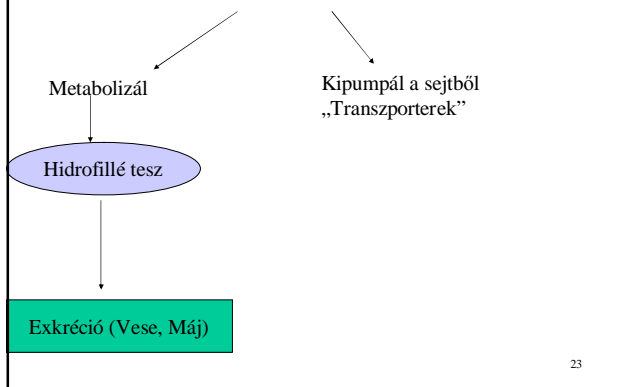 Metabolizál
Kipumpál a sejtből
„Transzporterek”
Hidrofillé tesz
Exkréció (Vese, Máj)
23